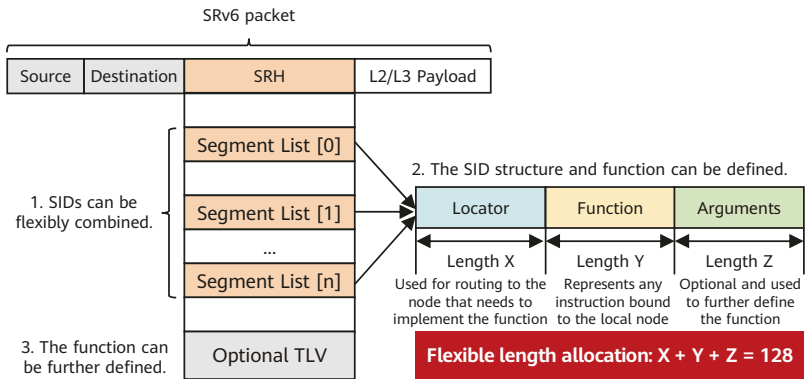 SRv6 packet
Source
Destination
SRH
L2/L3 Payload
Segment List [0]
1. SIDs can be
flexibly combined.
Segment List [1]
...
Segment List [n]
3. The function can
be further defined.
Optional TLV
2. The SID structure and function can be defined.
Locator
Function
Arguments
Length X
Length Y
Length Z
Used for routing to the
node that needs to
implement the function
Represents any
instruction bound
to the local node
Optional and used
to further define
the function
Flexible length allocation: X + Y + Z = 128